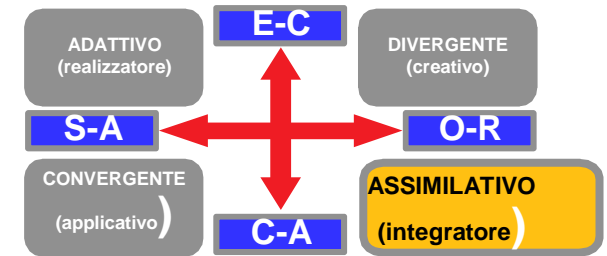 E-C
ADATTIVO
(realizzatore)
DIVERGENTE
(creativo)
S-A
O-R
CONVERGENTE
(applicativo)
ASSIMILATIVO
(integratore)
C-A